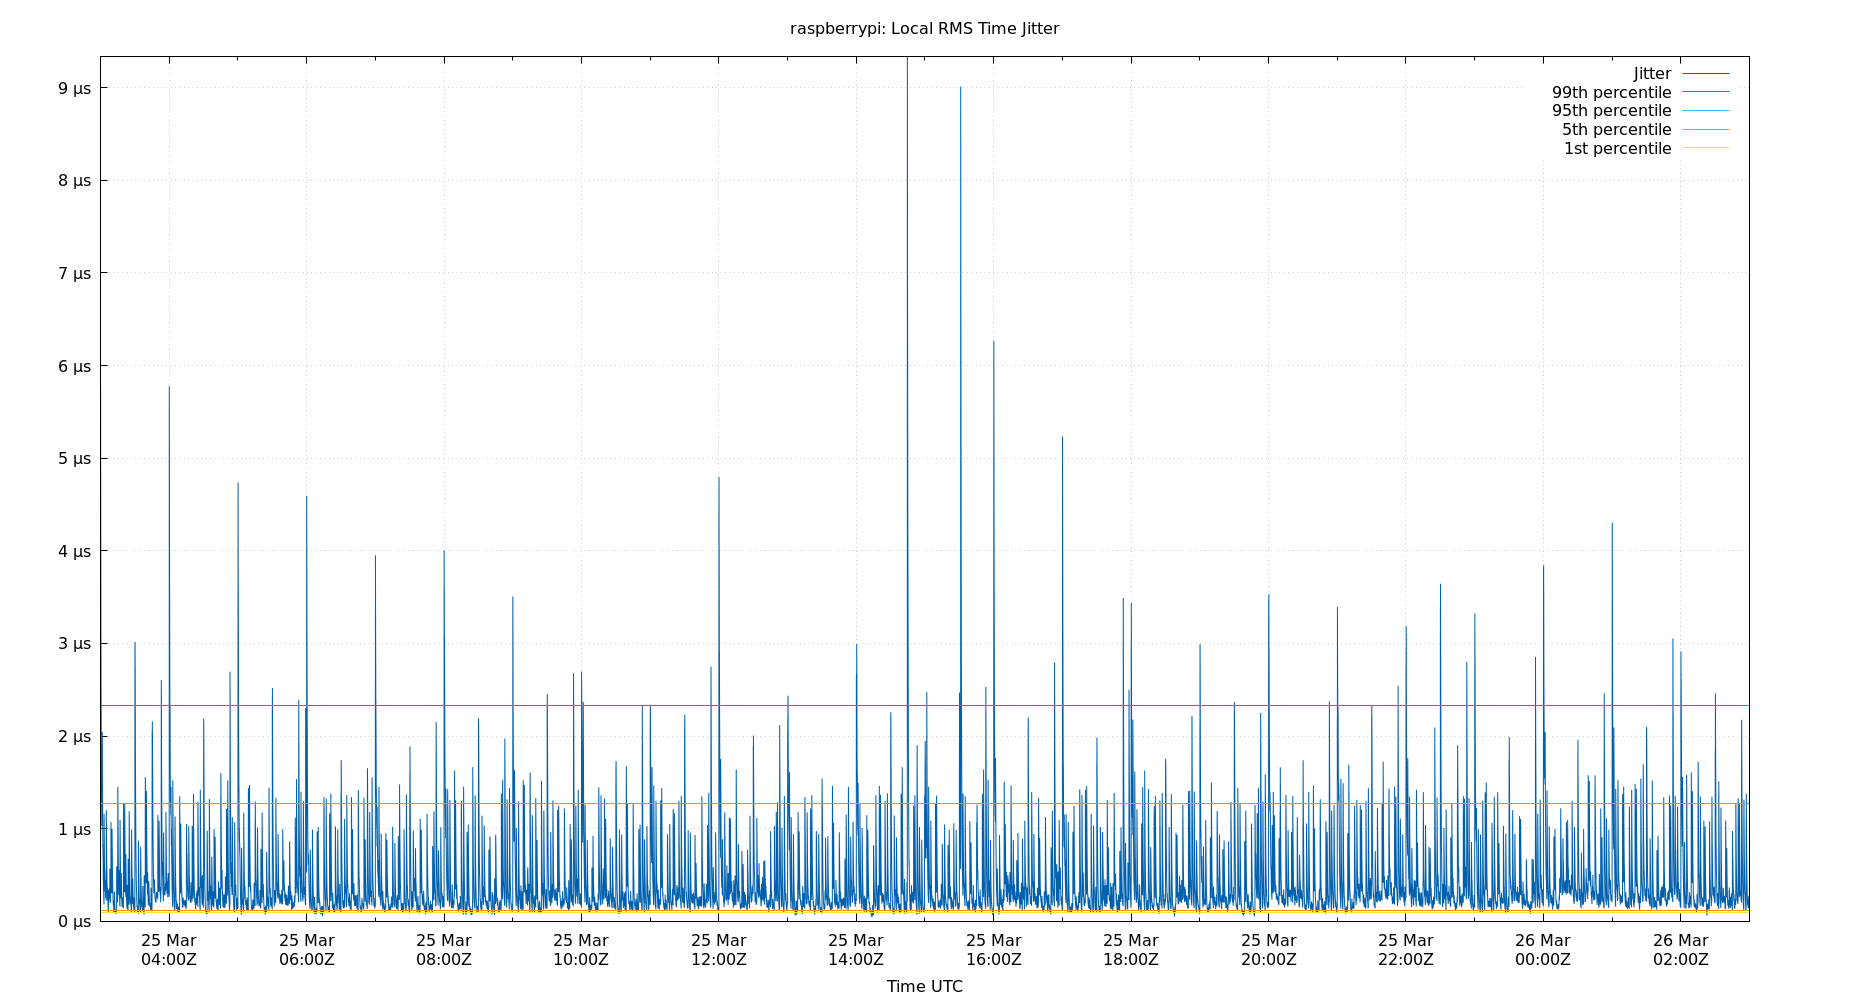 raspberrypi: Local RMS Time Jitter
Jitter
99th percentile
95th percentile
5th percentile
1st percentile
9 µs
8 µs
7 µs
6 µs
5 µs
4 µs
3 µs
2 µs
1 µs
0 µs
25 Mar 25 Mar 25 Mar 25 Mar 25 Mar 25 Mar 25 Mar 25 Mar 25 Mar 25 Mar 26 Mar 26 Mar
04:00Z 06:00Z 08:00Z 10:00Z 12:00Z 14:00Z 16:00Z 18:00Z 20:00Z 22:00Z 00:00Z 02:00Z
Time UTC